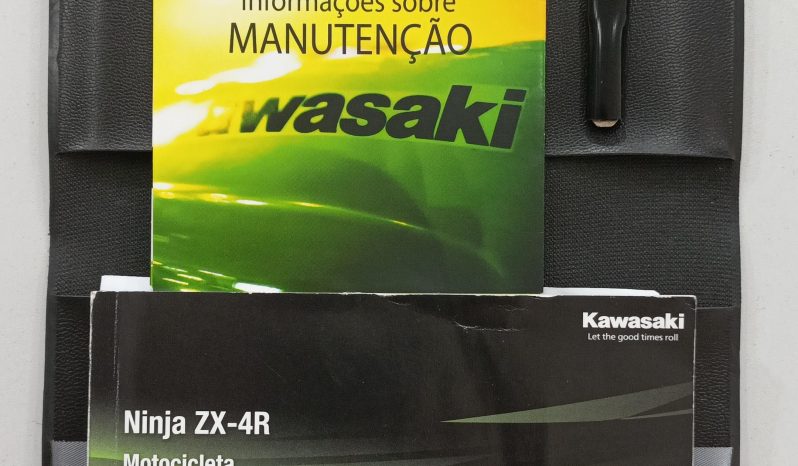 Informações sobre
MANUTENÇÃO
Kawasaki
Kawasaki
Let the good times roll
Ninja ZX-4R
Motocicleta